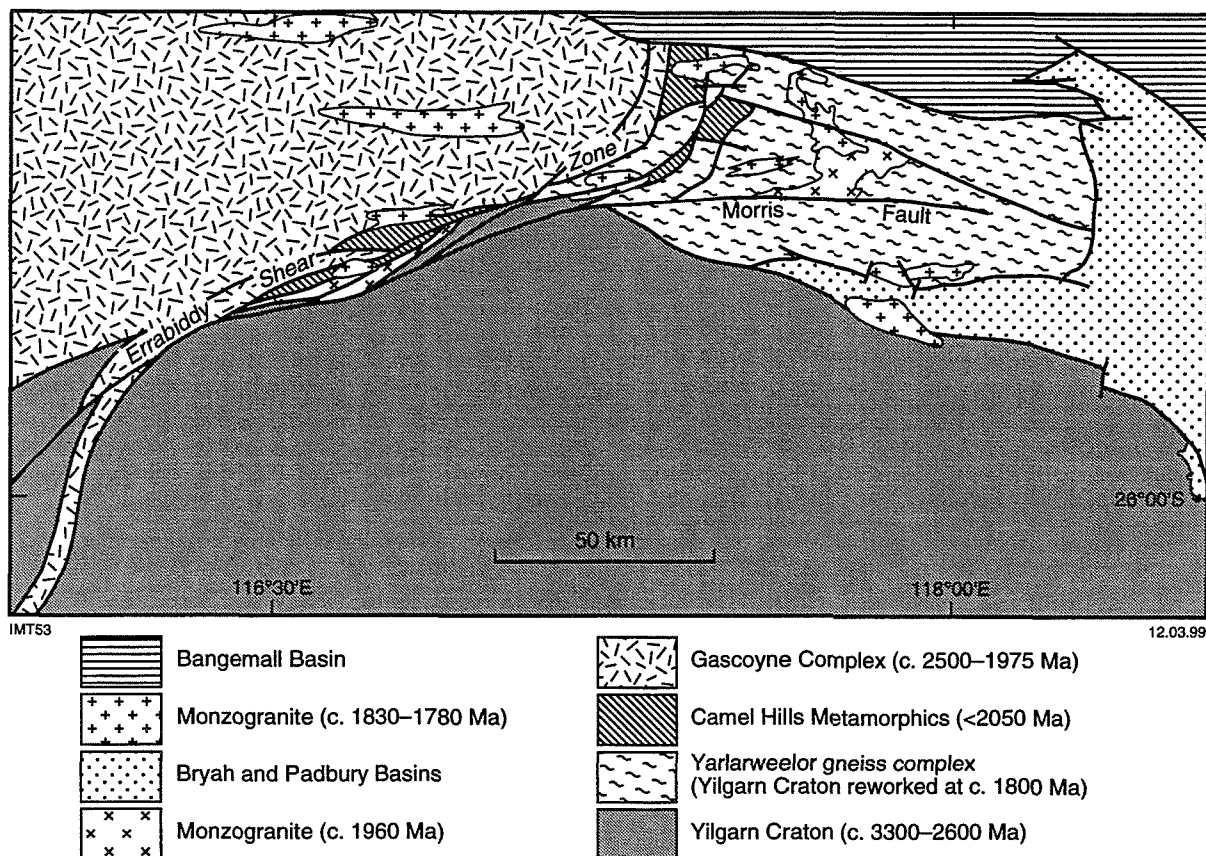 Zone
Morris Fault
Shear
Errabiddy
26°00'S
50 km
116°30'E
118°00'E
IMT53
12.03.99
Bangemall Basin
Monzogranite (c. 1830–1780 Ma)
Bryah and Padbury Basins
Monzogranite (c. 1960 Ma)
Gascoyne Complex (c. 2500–1975 Ma)
Camel Hills Metamorphics (<2050 Ma)
Yarlarweelor gneiss complex
(Yilgarn Craton reworked at c. 1800 Ma)
Yilgarn Craton (c. 3300–2600 Ma)